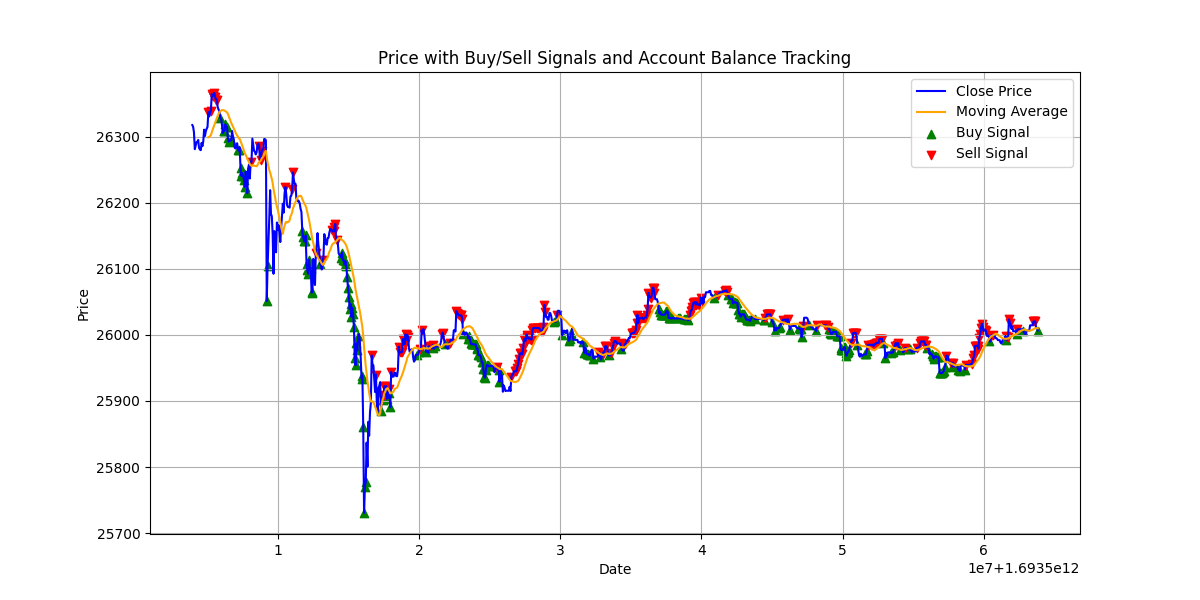 Price with Buy/Sell Signals and Account Balance Tracking
Close Price
Moving Average
Buy Signal
Sell Signal
26300
26200
26100
26000
25900
25800
25700
Price
1 2 3 4 5 6
Date
1e7+1.6935e12